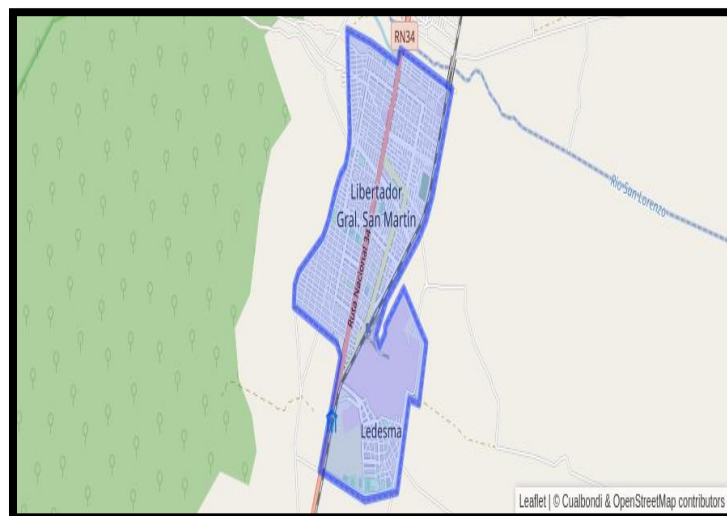 RN34
Río San Lorenzo
Libertador
Gral. San Martín
Ruta Nacional 34
Ledesma
Leaflet | © Cualbondi & OpenStreetMap contributors